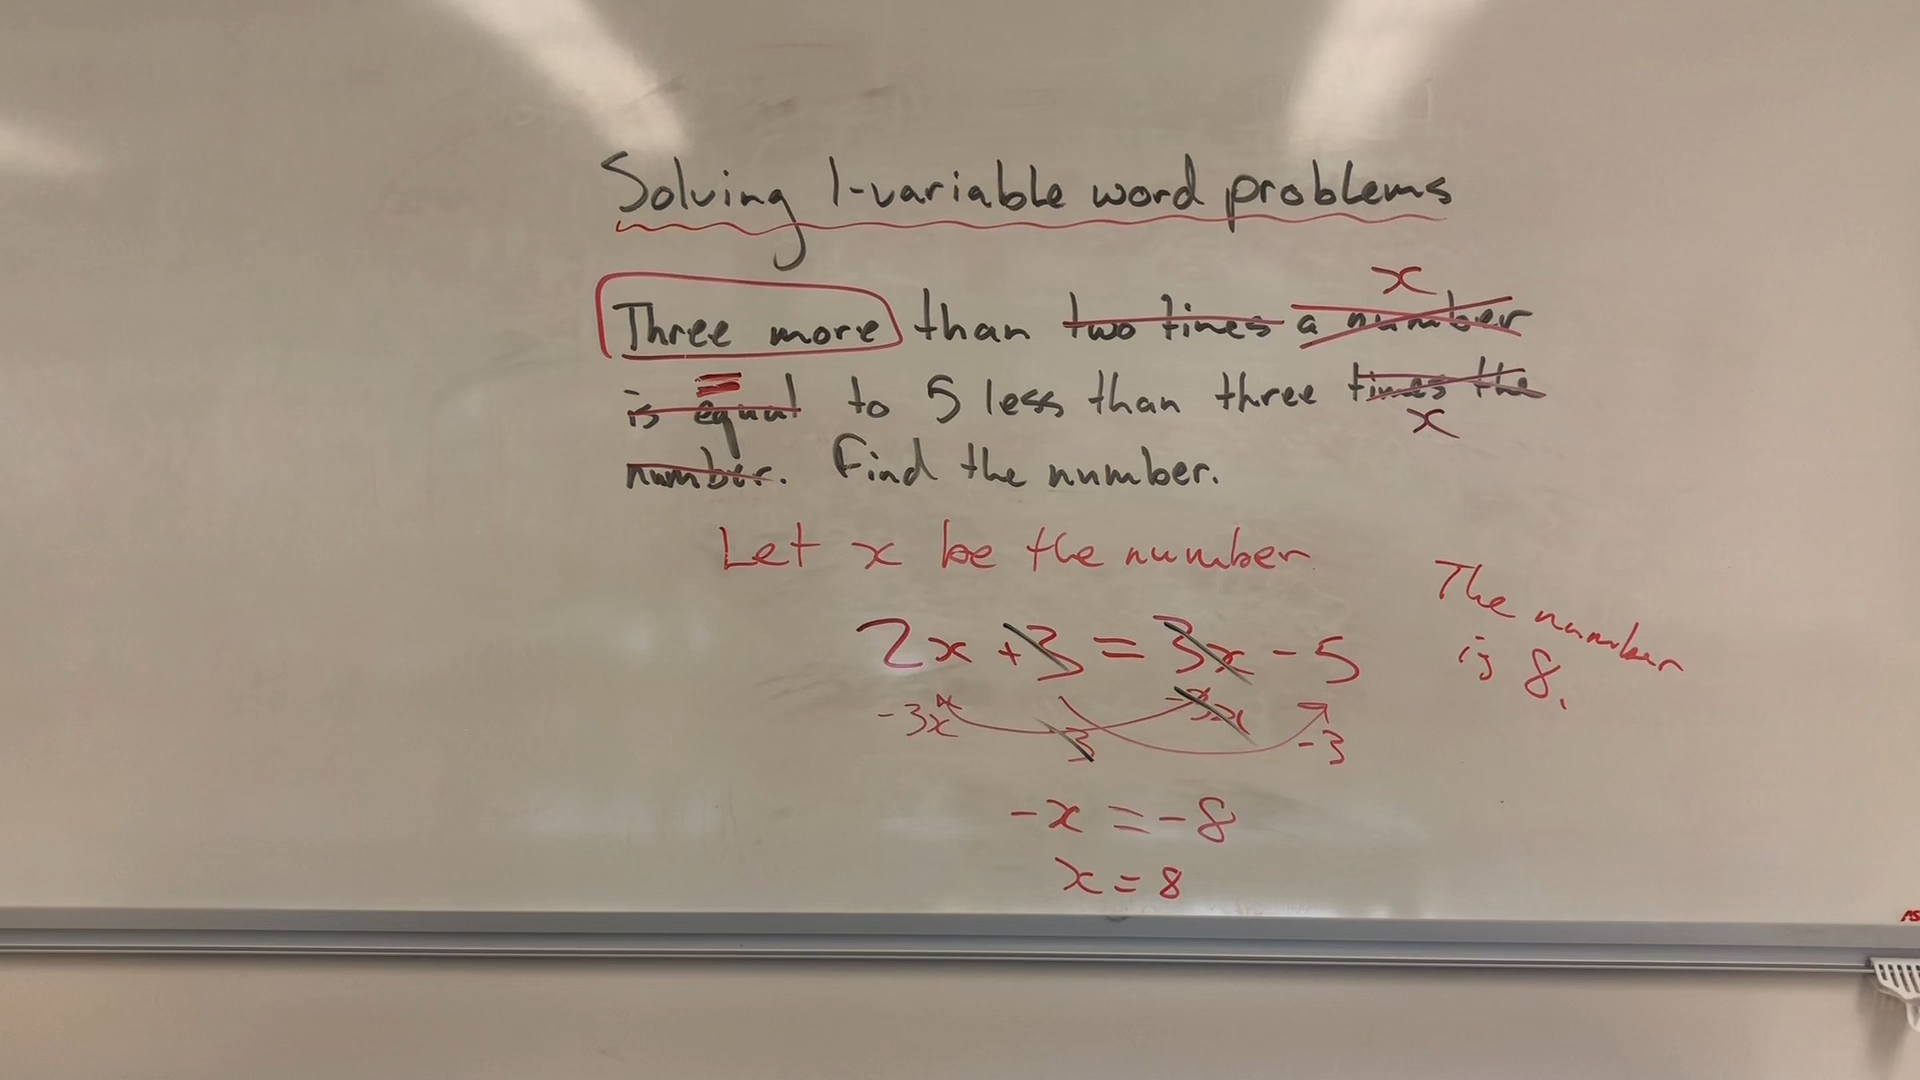 Solving 1-variable word problems
x
Three more than two times a number
=
is equal to 5 less than three times the
x
number. Find the number.
Let x be the number
2x + 3 = 3x - 5
-3x -3x
-3 -3
-x = -8
x = 8
The number
is 8.